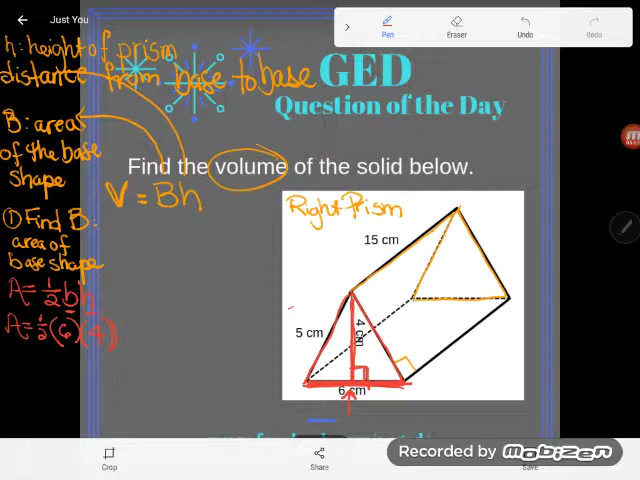 Just You
Pen
Eraser
Undo
Redo
h: height of prism
distance from base to base
GED
Question of the Day
B: area
of the base
shape
Find the volume of the solid below.
V = Bh
① Find B:
area of
base shape
A = ½bh
A = ½(6)(4)
Right Prism
15 cm
5 cm
4 cm
6 cm
Crop
Share
Save
Recorded by
mobizen